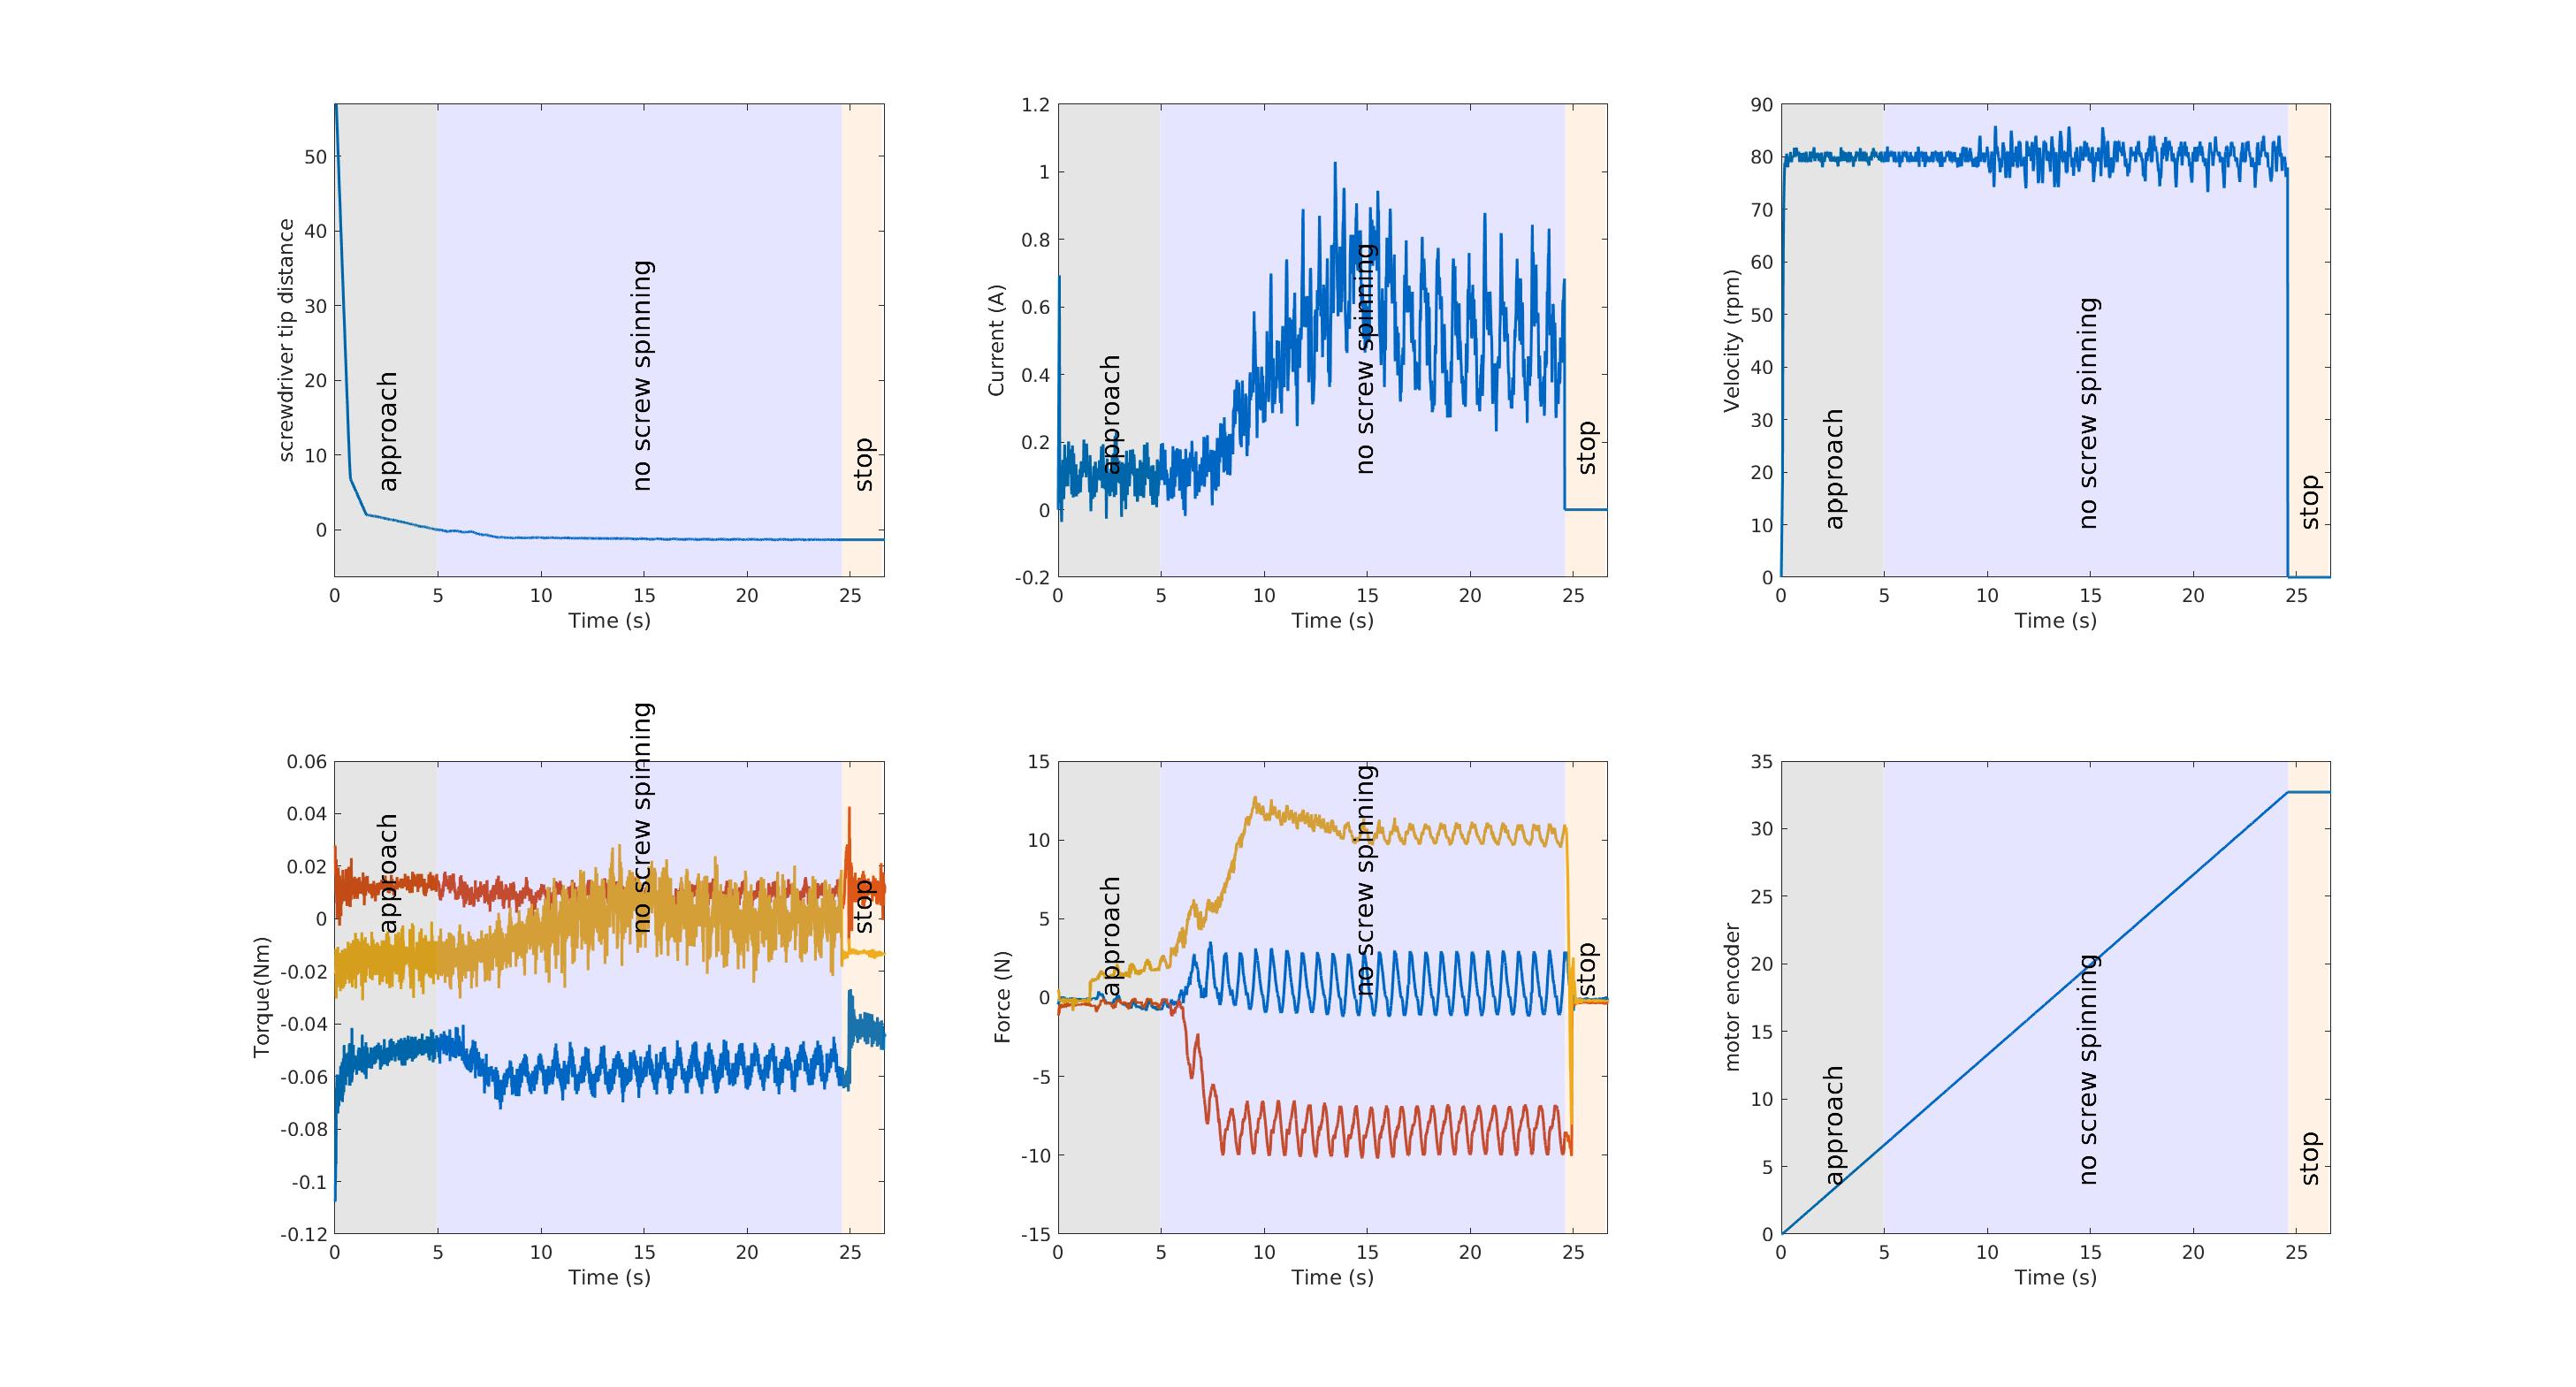 screwdriver tip distance
50
40
30
20
10
0
approach
no screw spinning
stop
0 5 10 15 20 25
Time (s)
Current (A)
1.2
1
0.8
0.6
0.4
0.2
0
-0.2
approach
no screw spinning
stop
0 5 10 15 20 25
Time (s)
Velocity (rpm)
90
80
70
60
50
40
30
20
10
0
approach
no screw spinning
stop
0 5 10 15 20 25
Time (s)
Torque(Nm)
0.06
0.04
0.02
0
-0.02
-0.04
-0.06
-0.08
-0.1
-0.12
approach
no screw spinning
stop
0 5 10 15 20 25
Time (s)
Force (N)
15
10
5
0
-5
-10
-15
approach
no screw spinning
stop
0 5 10 15 20 25
Time (s)
motor encoder
35
30
25
20
15
10
5
0
approach
no screw spinning
stop
0 5 10 15 20 25
Time (s)